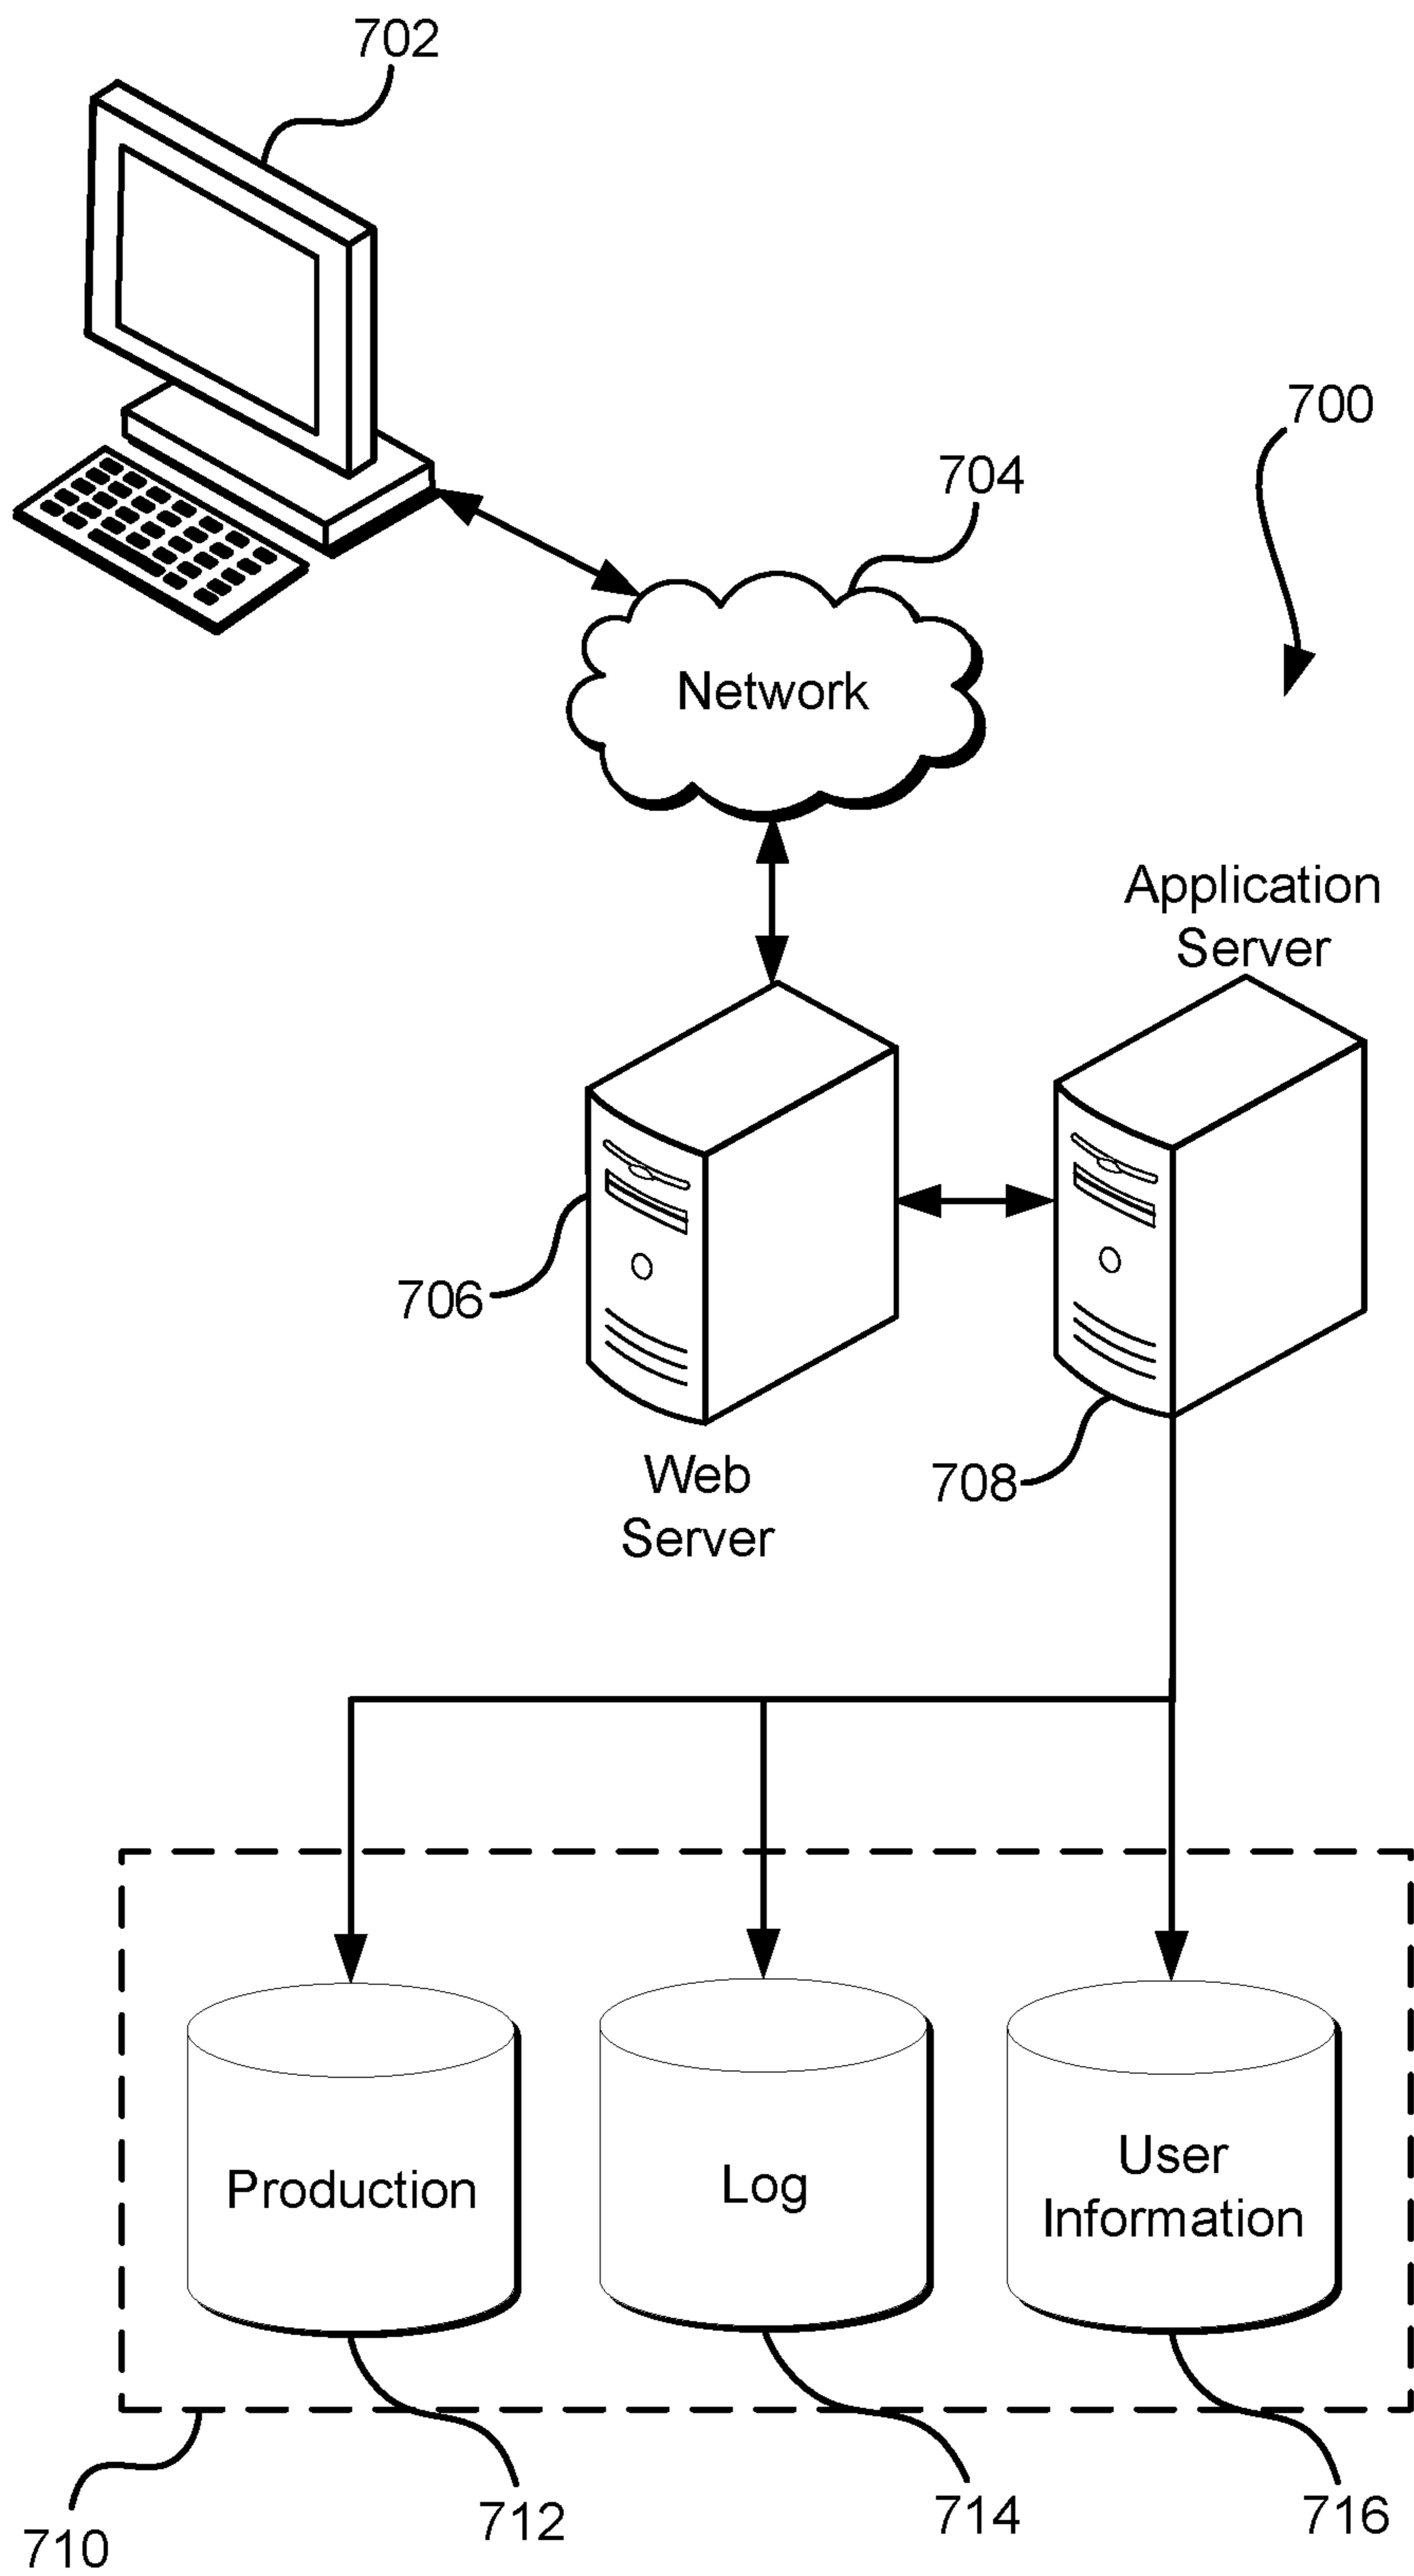 702
700
704
Network
Application
Server
706
708
Web
Server
Production
Log
User
Information
710
712
714
716